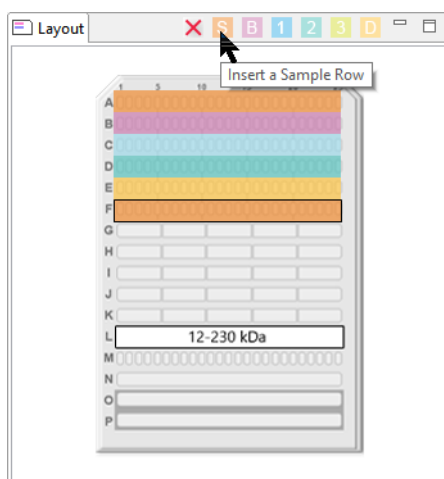 Layout
S B 1 2 3 D
Insert a Sample Row
1 5 10
A
B
C
D
E
F
G
H
I
J
K
L 12-230 kDa
M
N
O
P